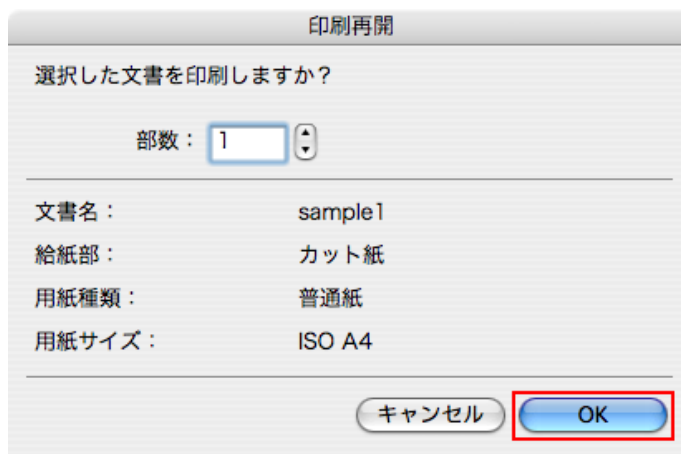 印刷再開
選択した文書を印刷しますか？
部数： 1
文書名： sample1
給紙部： カット紙
用紙種類： 普通紙
用紙サイズ： ISO A4
キャンセル OK